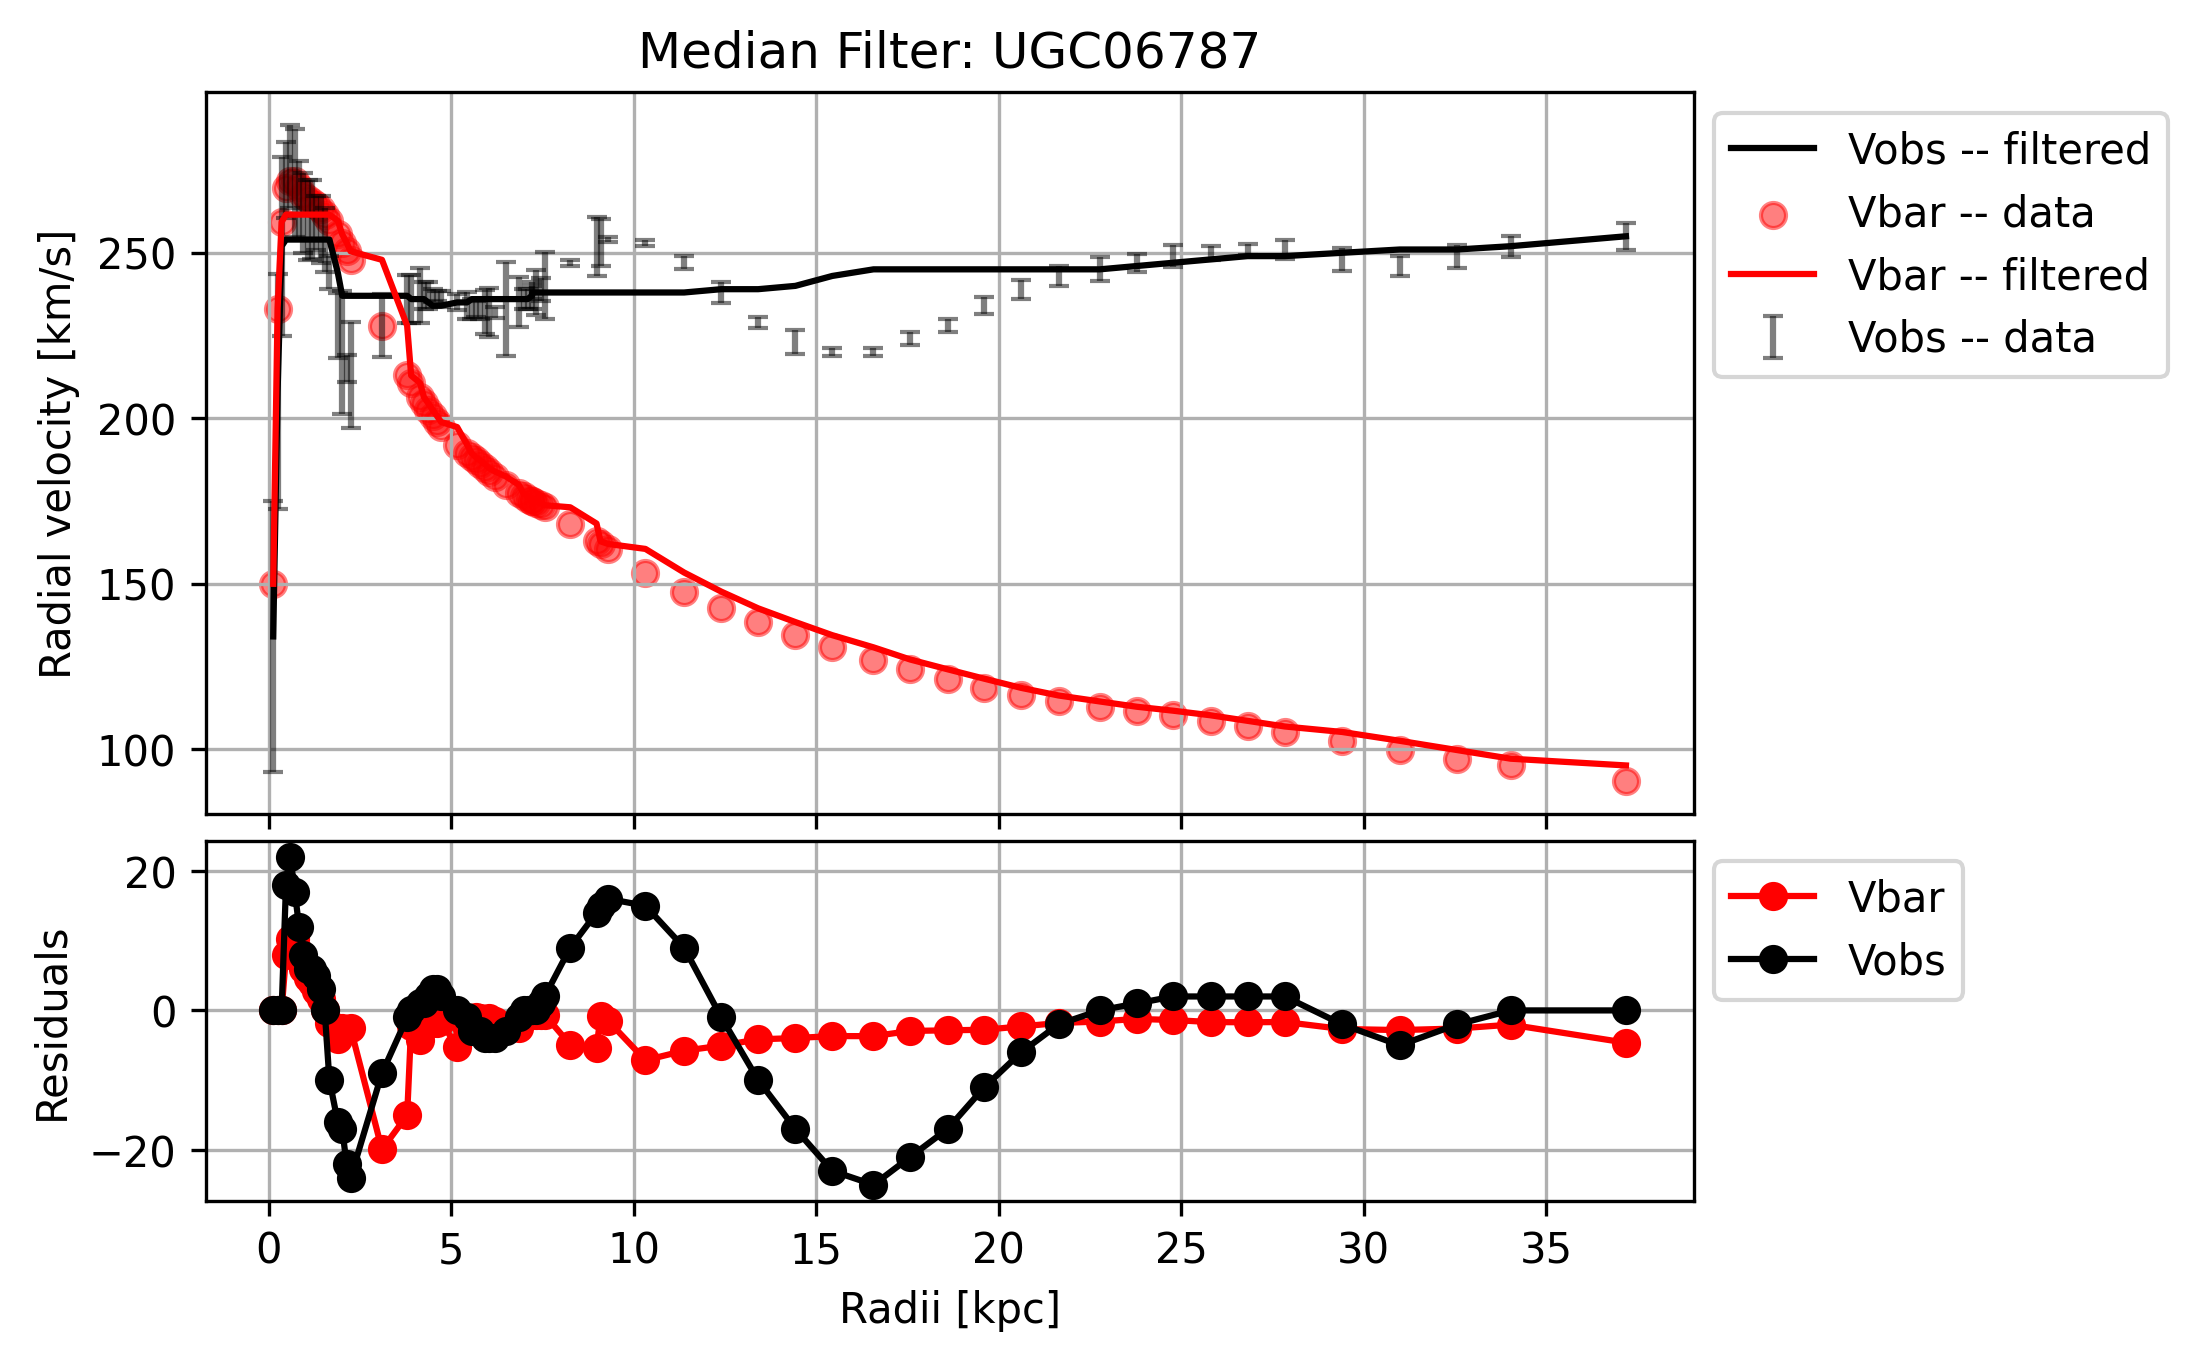 Median Filter: UGC06787
Radial velocity [km/s]
250
200
150
100
Vobs -- filtered
Vbar -- data
Vbar -- filtered
Vobs -- data
Residuals
20
0
−20
Vbar
Vobs
0 5 10 15 20 25 30 35
Radii [kpc]